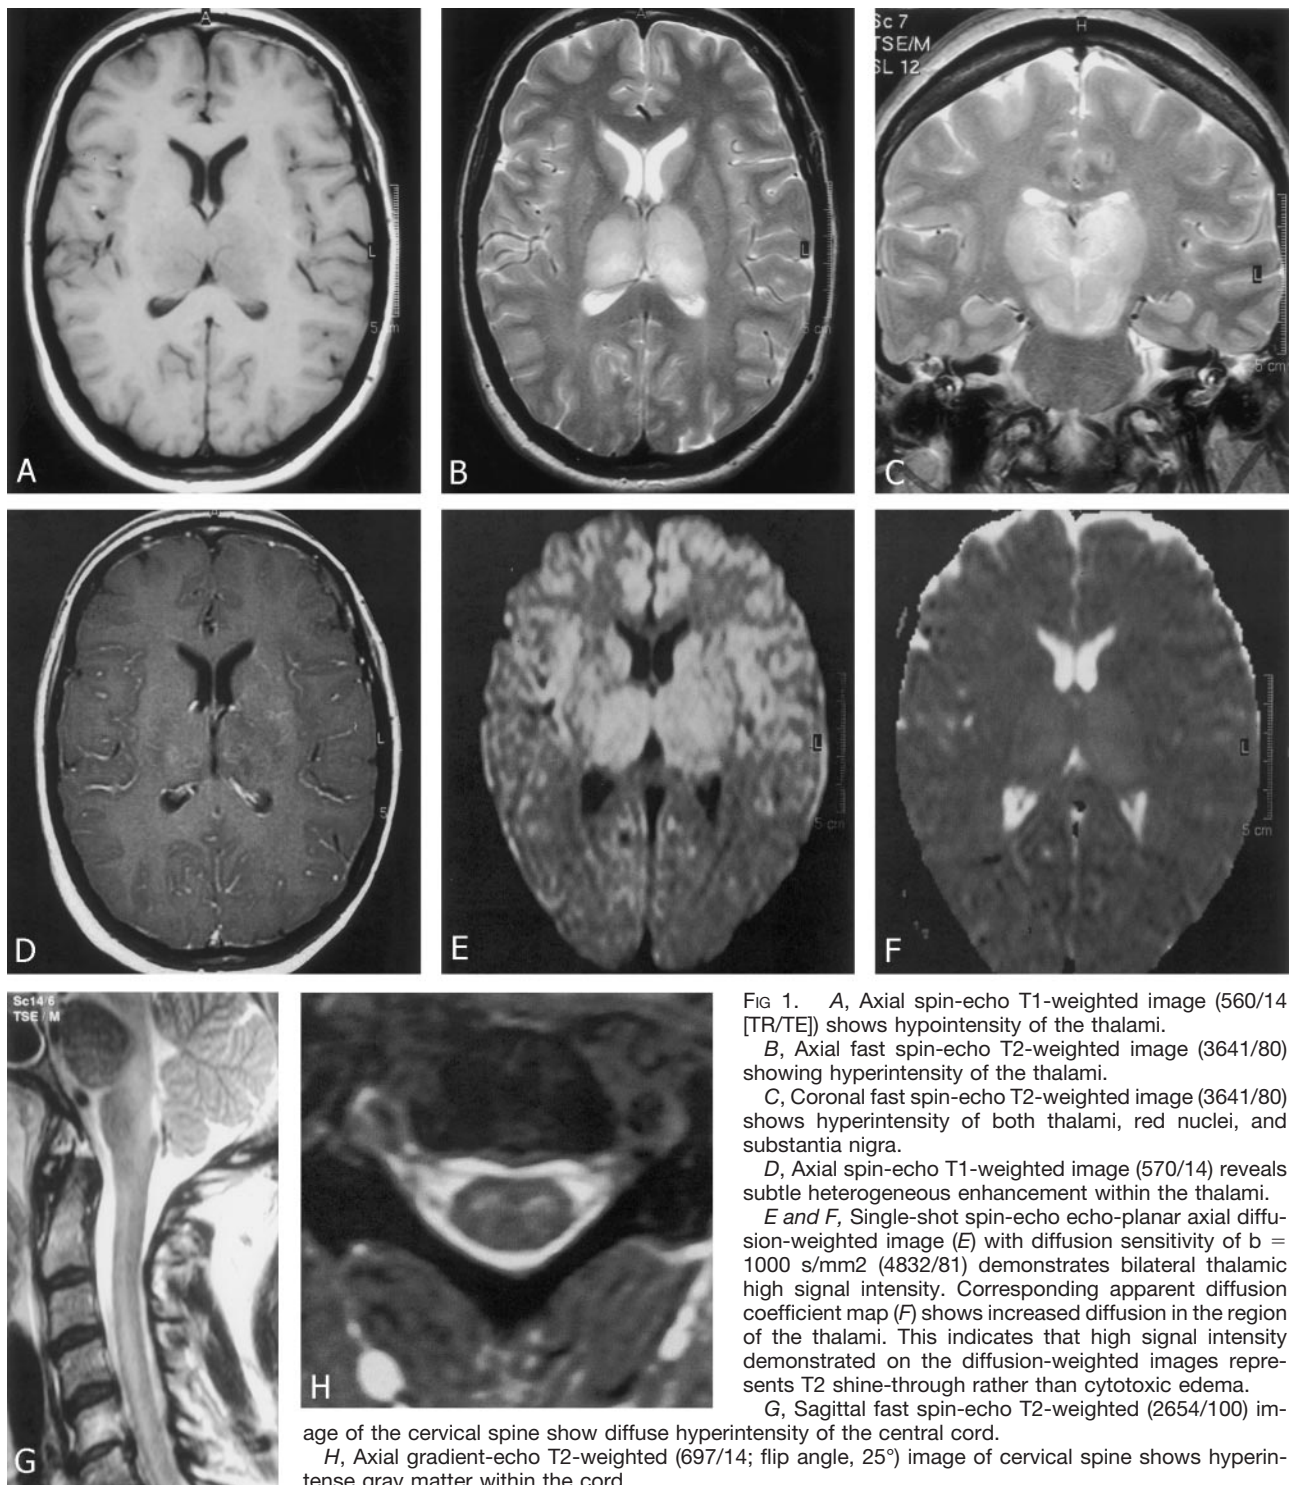 A
A
Sc 7
TSE/M
SL 12
H
L
L
L
5 cm
5 cm
5 cm
A
B
C
L
5
L
5 cm
L
5 cm
D
E
F
Sc14/6
TSE / M
G
H
FIG 1. A, Axial spin-echo T1-weighted image (560/14
[TR/TE]) shows hypointensity of the thalami.
B, Axial fast spin-echo T2-weighted image (3641/80)
showing hyperintensity of the thalami.
C, Coronal fast spin-echo T2-weighted image (3641/80)
shows hyperintensity of both thalami, red nuclei, and
substantia nigra.
D, Axial spin-echo T1-weighted image (570/14) reveals
subtle heterogeneous enhancement within the thalami.
E and F, Single-shot spin-echo echo-planar axial diffu-
sion-weighted image (E) with diffusion sensitivity of b =
1000 s/mm2 (4832/81) demonstrates bilateral thalamic
high signal intensity. Corresponding apparent diffusion
coefficient map (F) shows increased diffusion in the region
of the thalami. This indicates that high signal intensity
demonstrated on the diffusion-weighted images repre-
sents T2 shine-through rather than cytotoxic edema.
G, Sagittal fast spin-echo T2-weighted (2654/100) im-
age of the cervical spine show diffuse hyperintensity of the central cord.
H, Axial gradient-echo T2-weighted (697/14; flip angle, 25°) image of cervical spine shows hyperin-
tense gray matter within the cord.